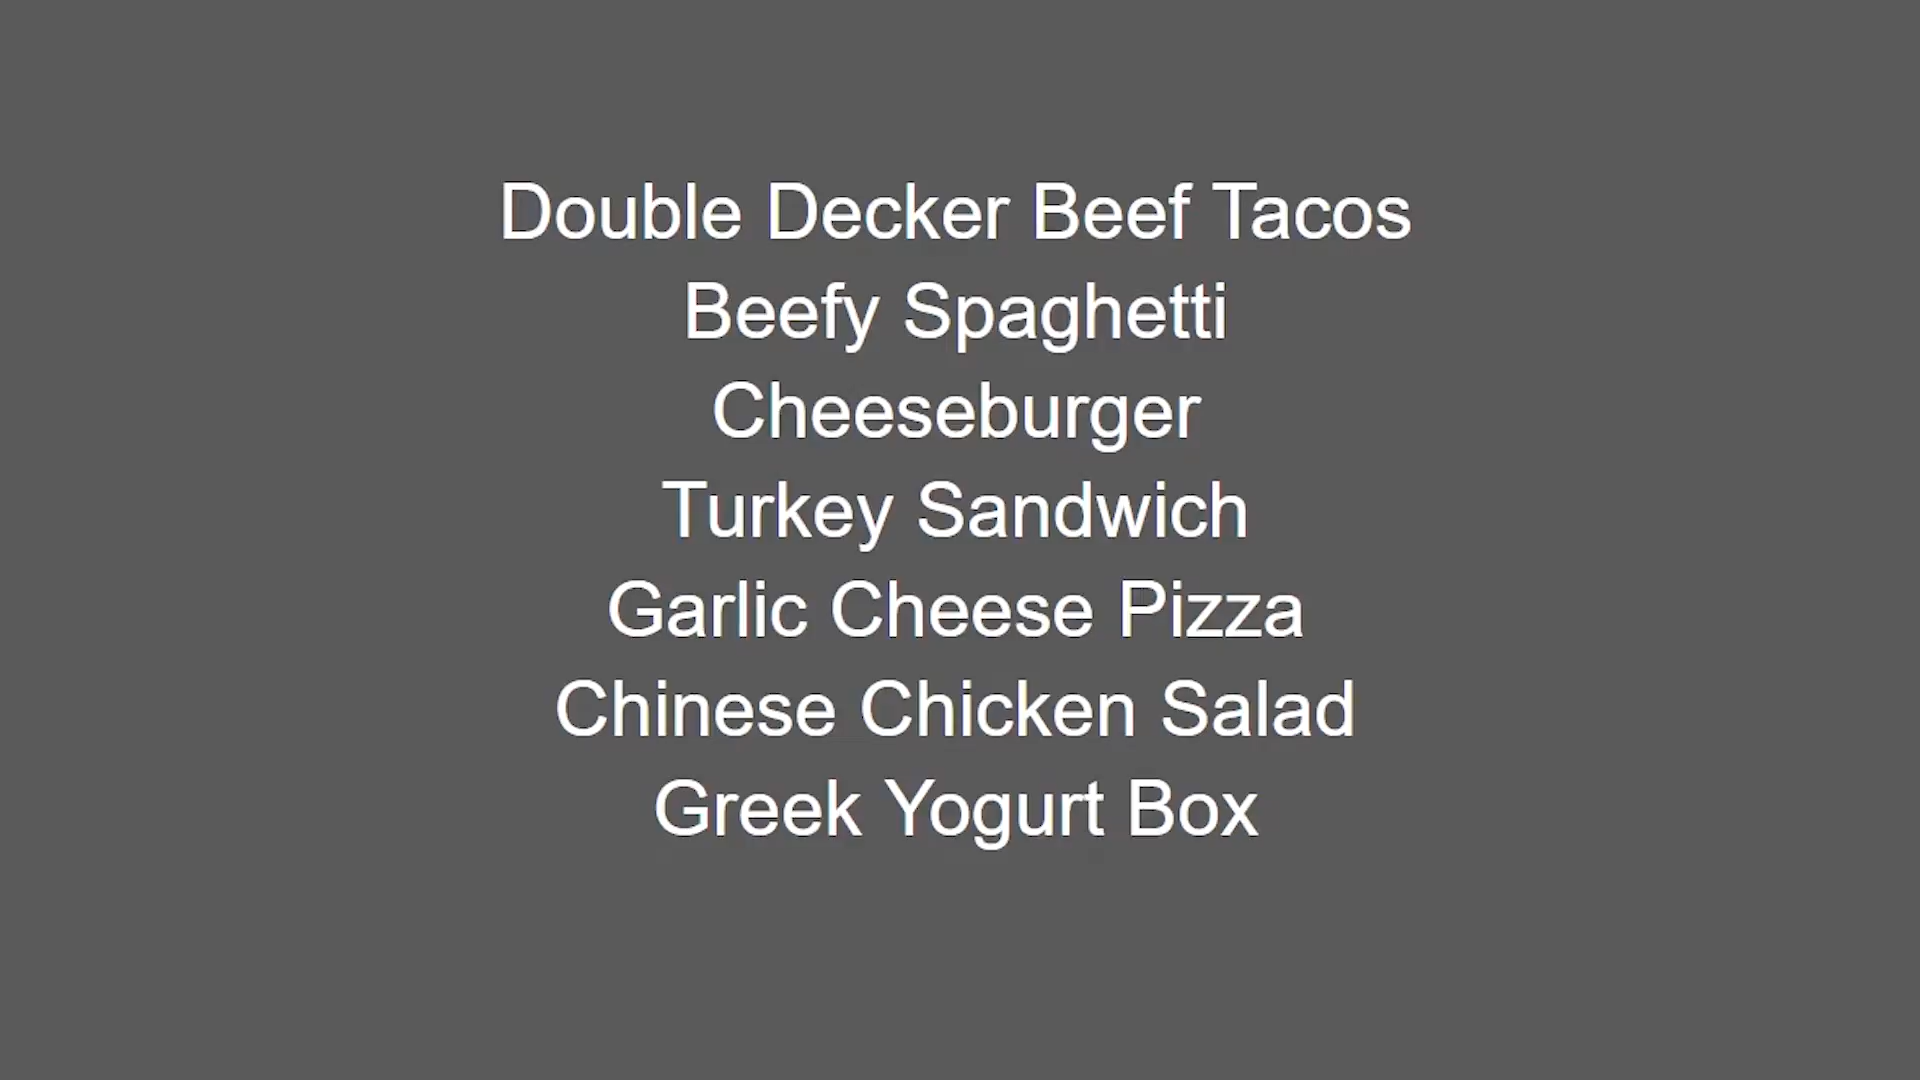 Double Decker Beef Tacos
Beefy Spaghetti
Cheeseburger
Turkey Sandwich
Garlic Cheese Pizza
Chinese Chicken Salad
Greek Yogurt Box